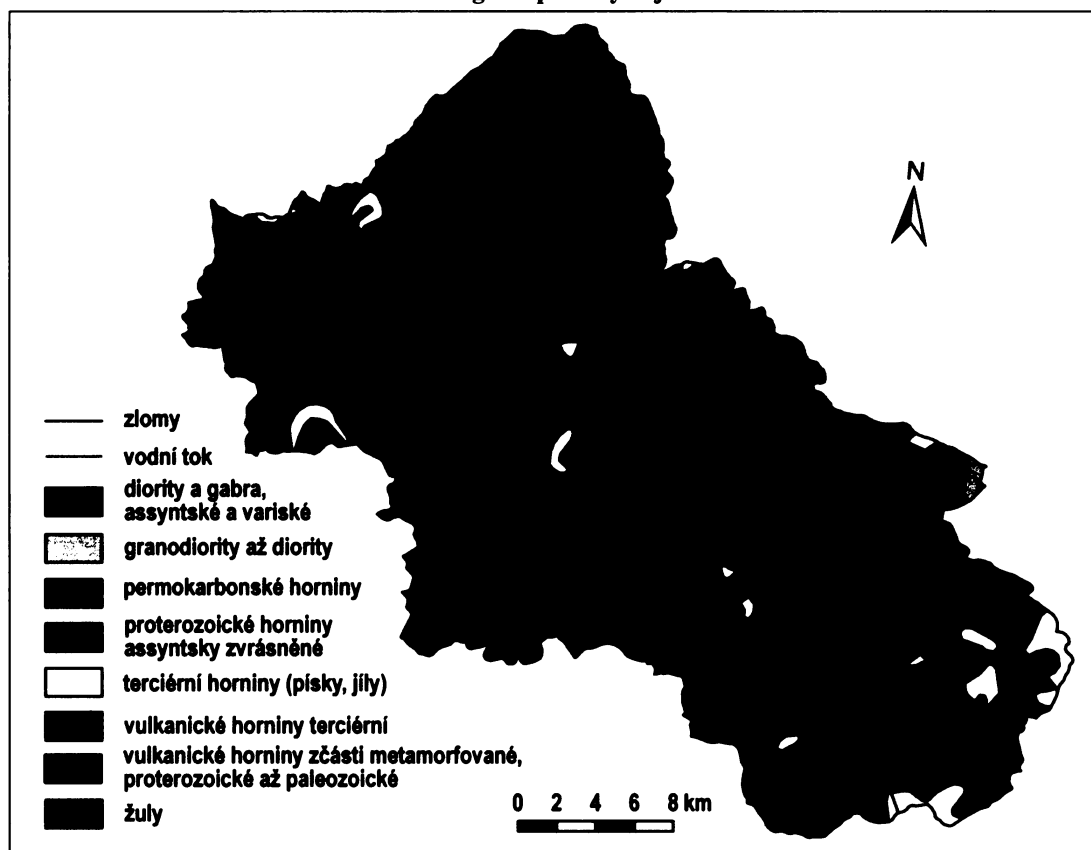 N
zlomy
vodní tok
diority a gabra,
assyntské a variské
granodiority až diority
permokarbonské horniny
proterozoické horniny
assyntsky zvrásněné
terciérní horniny (písky, jíly)
vulkanické horniny terciérní
vulkanické horniny zčásti metamorfované,
proterozoické až paleozoické
žuly
0 2 4 6 8 km